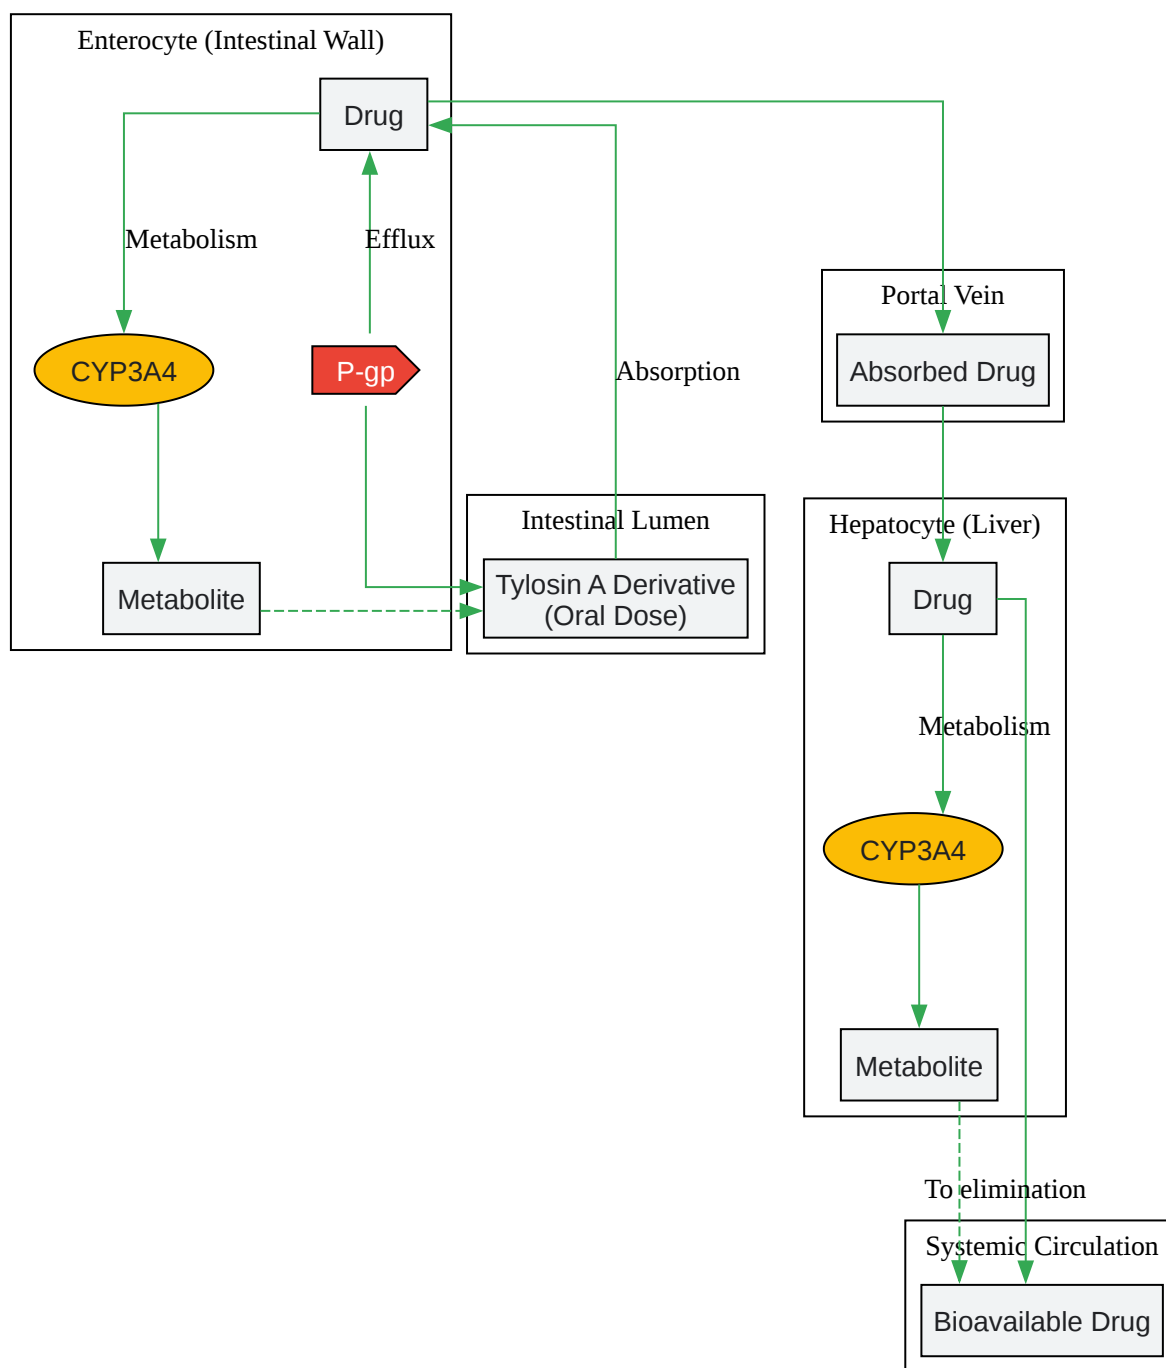 Enterocyte (Intestinal Wall)
Drug
Metabolism
Efflux
CYP3A4
P-gp
Metabolite
Absorption
Intestinal Lumen
Tylosin A Derivative
(Oral Dose)
Portal Vein
Absorbed Drug
Hepatocyte (Liver)
Drug
Metabolism
CYP3A4
Metabolite
To elimination
Systemic Circulation
Bioavailable Drug